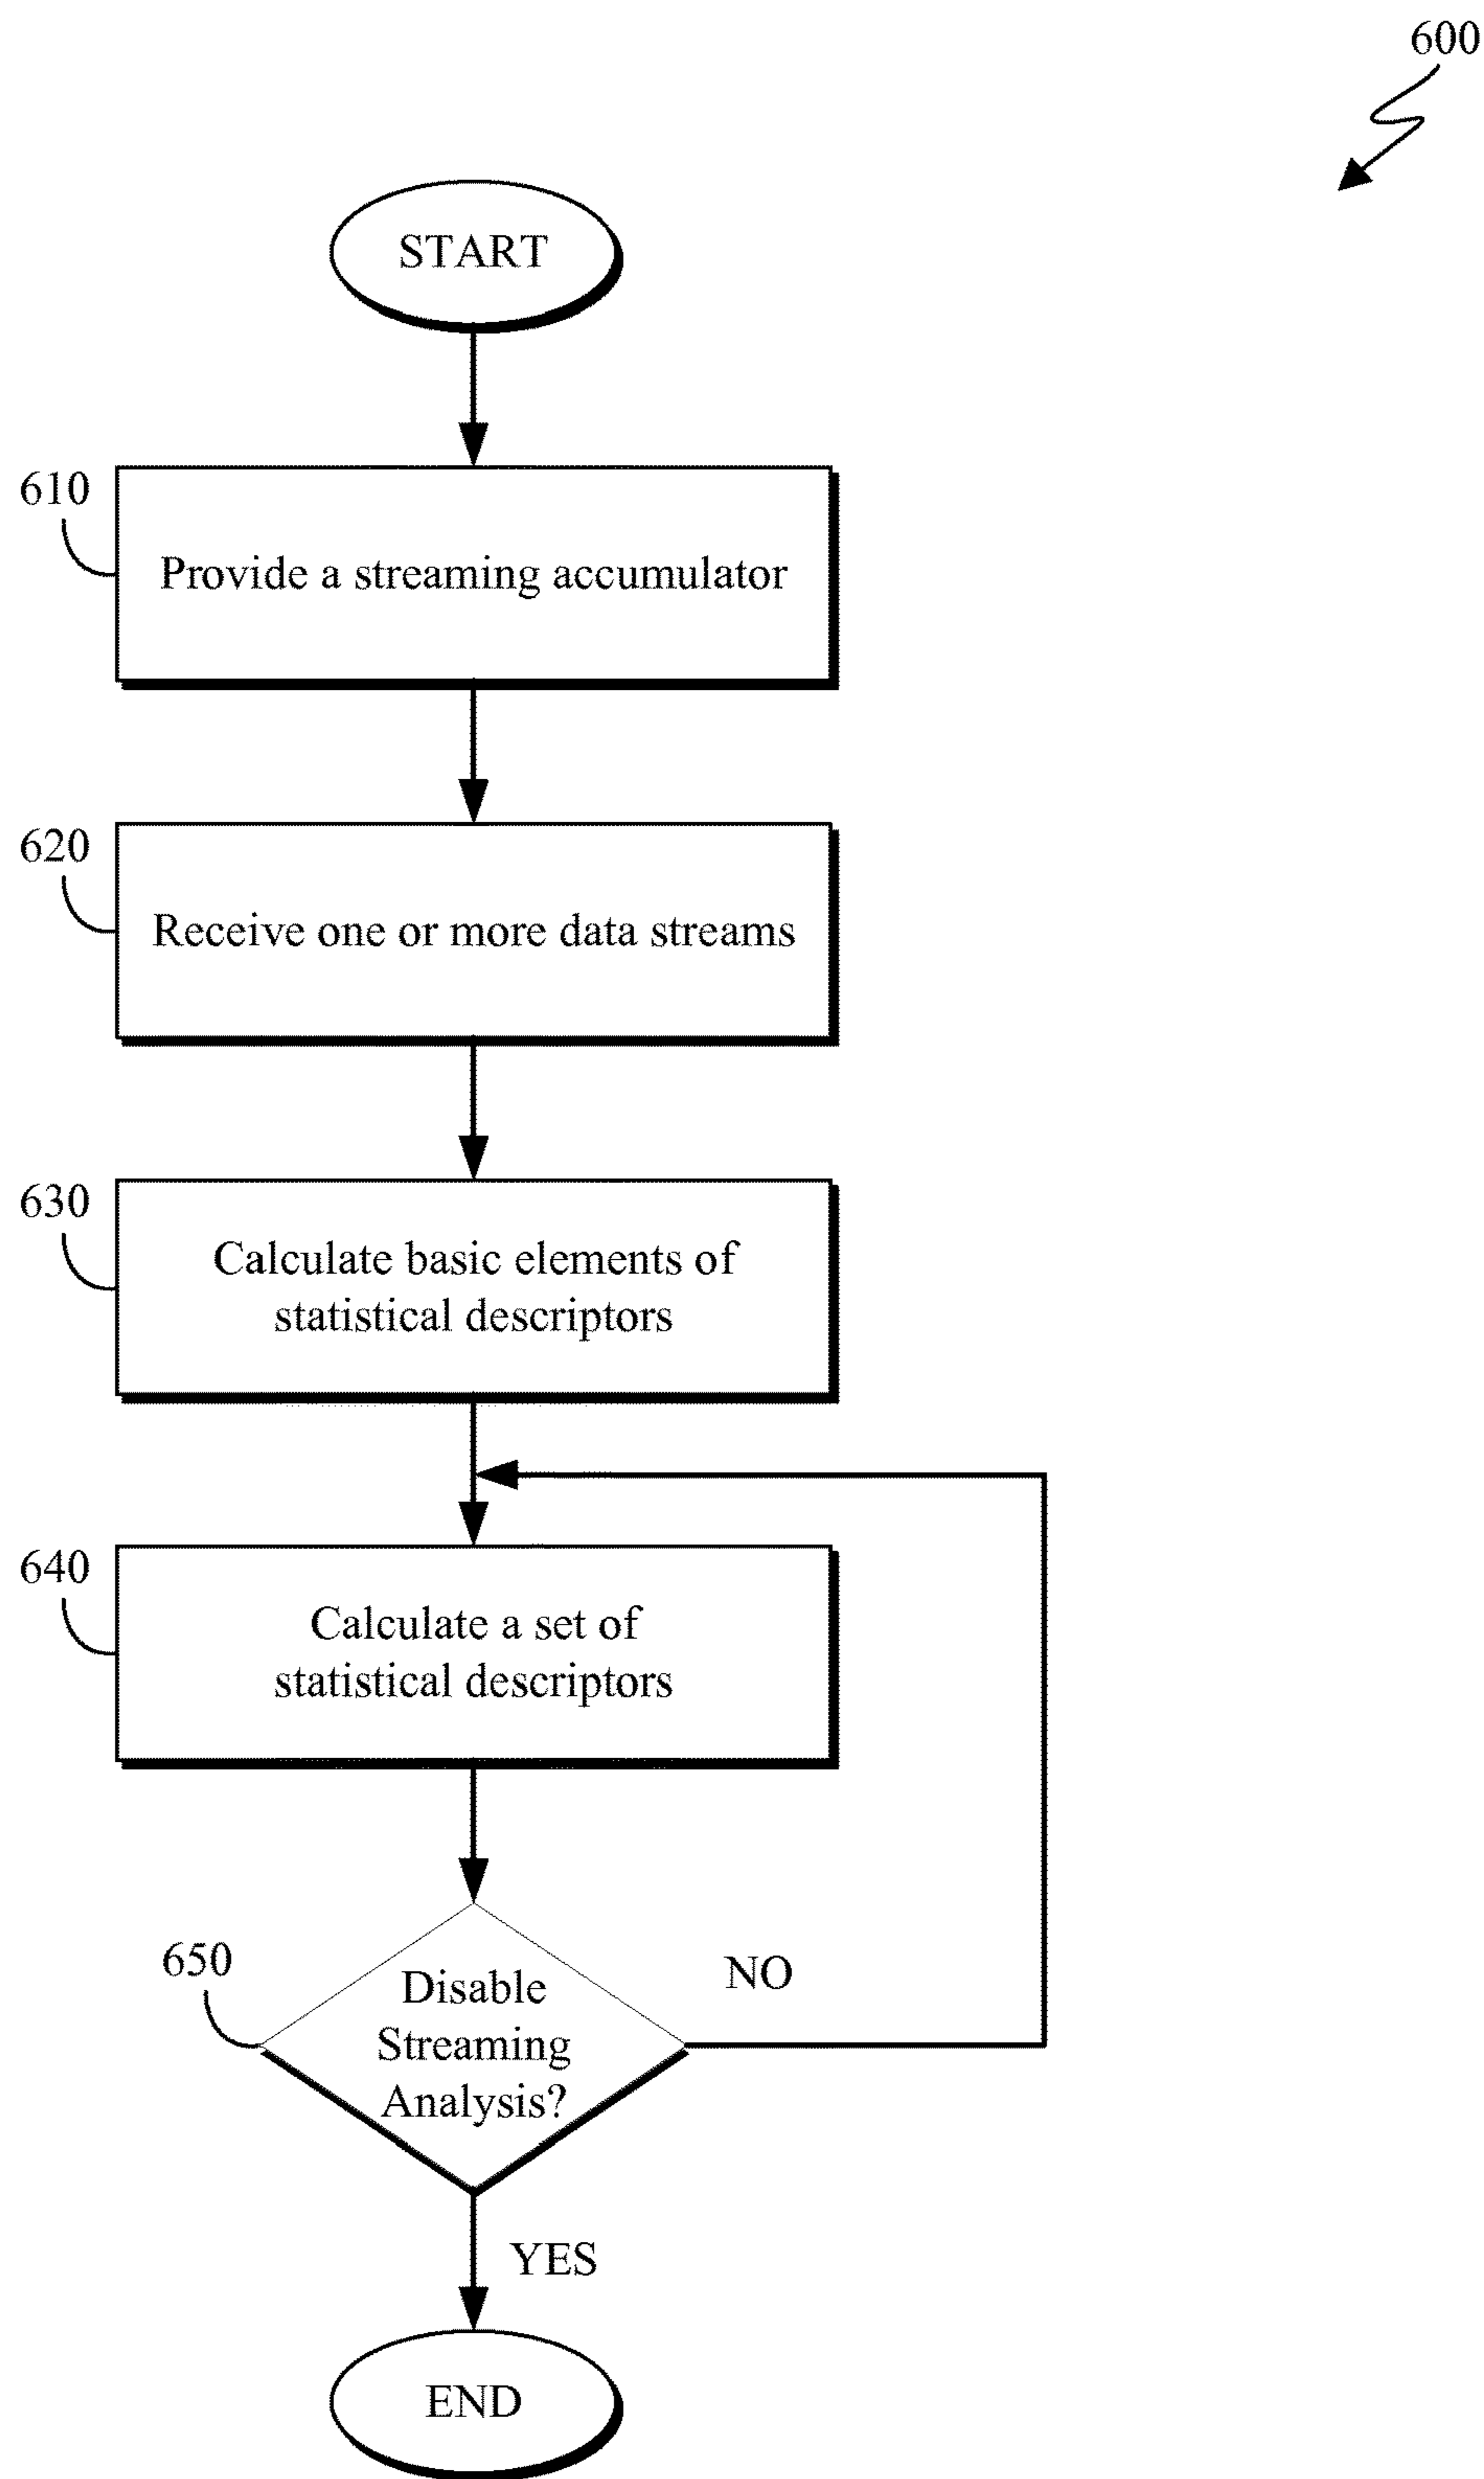 600
START
610
Provide a streaming accumulator
620
Receive one or more data streams
630
Calculate basic elements of
statistical descriptors
640
Calculate a set of
statistical descriptors
650
Disable
Streaming
Analysis?
NO
YES
END